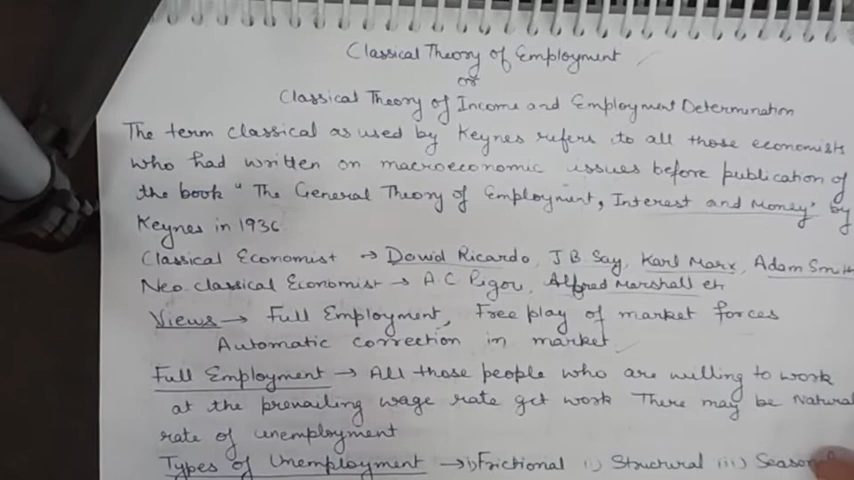 Classical Theory of Employment
or
Classical Theory of Income and Employment Determination
The term classical as used by Keynes refers to all those economists
who had written on macroeconomic issues before publication of
the book "The General Theory of Employment, Interest and Money" by
Keynes in 1936
Classical Economist → David Ricardo, J B Say, Karl Marx, Adam Smith
Neo classical Economist → A C Pigou, Alfred Marshall etc
Views → Full Employment, Free play of market forces
Automatic correction in market
Full Employment → All those people who are willing to work
at the prevailing wage rate get work There may be Natural
rate of unemployment
Types of Unemployment → i) Frictional ii) Structural iii)